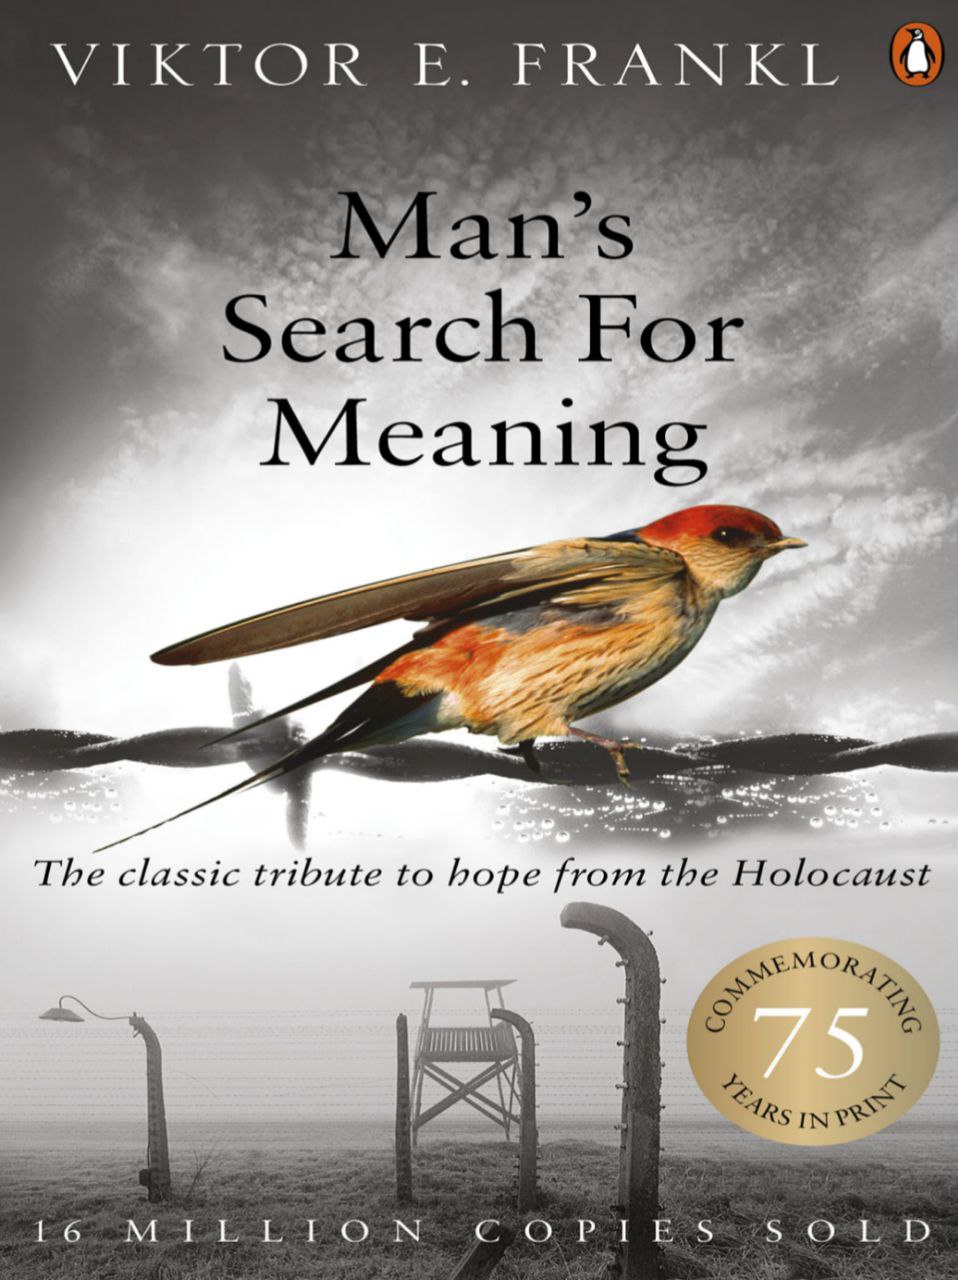 VIKTOR E. FRANKL
Man’s
Search For
Meaning
The classic tribute to hope from the Holocaust
COMMEMORATING
75
YEARS IN PRINT
16 MILLION COPIES SOLD